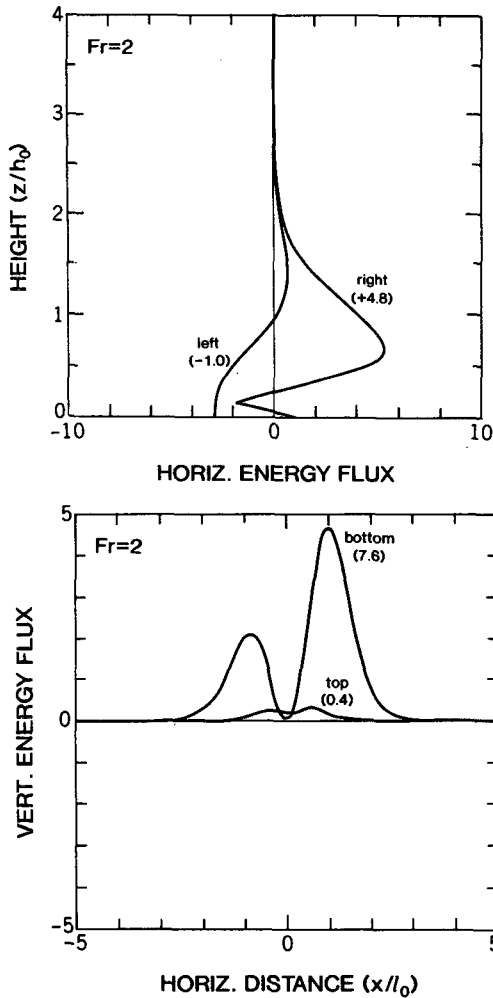 4
Fr=2
3
2
1
0
HEIGHT (z/h₀)
right
(+4.8)
left
(−1.0)
-10
0
10
HORIZ. ENERGY FLUX
5
Fr=2
bottom
(7.6)
top
(0.4)
0
-5
VERT. ENERGY FLUX
-5
0
5
HORIZ. DISTANCE (x/l₀)